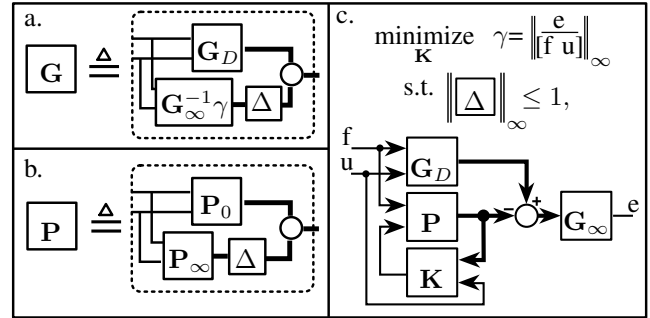 a.
G ≜ G_D
G_∞^{-1}γ Δ
b.
P ≜ P_0
P_∞ Δ
c.
minimize γ= ‖ e / [f u] ‖_∞
K
s.t. ‖ Δ ‖_∞ ≤ 1,
f
u
G_D
P − +
G_∞ e
K